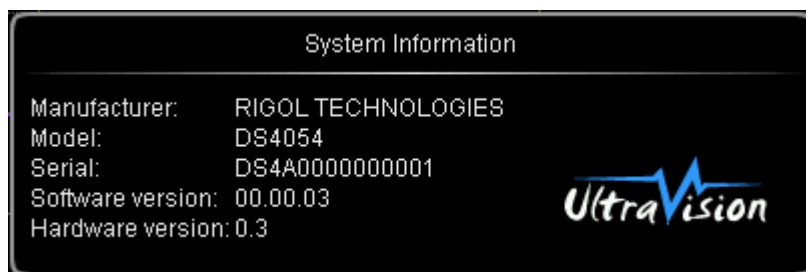 System Information
Manufacturer: RIGOL TECHNOLOGIES
Model: DS4054
Serial: DS4A0000000001
Software version: 00.00.03
Hardware version: 0.3
UltraVision